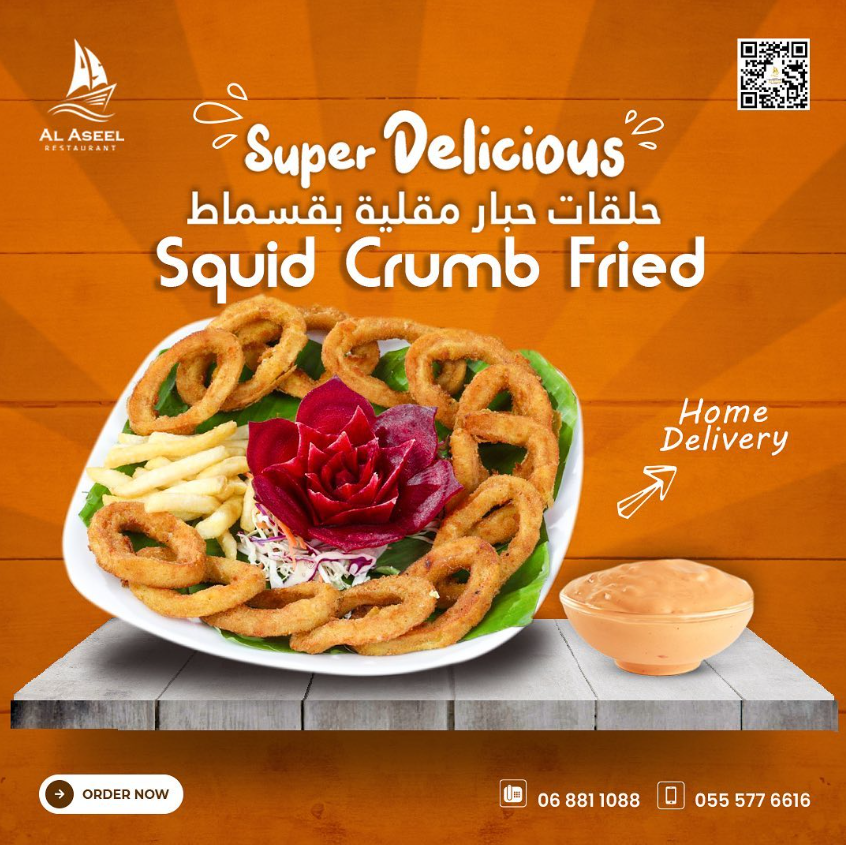 AL ASEEL
RESTAURANT
Super Delicious
حلقات حبار مقلية بقسماط
Squid Crumb Fried
Home
Delivery
ORDER NOW
06 881 1088
055 577 6616